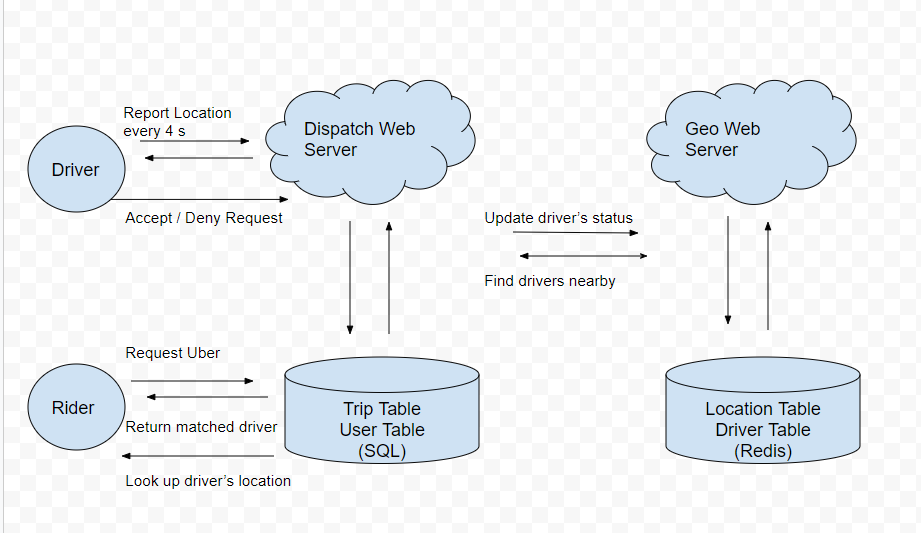 Report Location
every 4 s
Dispatch Web
Server
Geo Web
Server
Driver
Accept / Deny Request
Update driver's status
Find drivers nearby
Request Uber
Rider
Return matched driver
Look up driver's location
Trip Table
User Table
(SQL)
Location Table
Driver Table
(Redis)